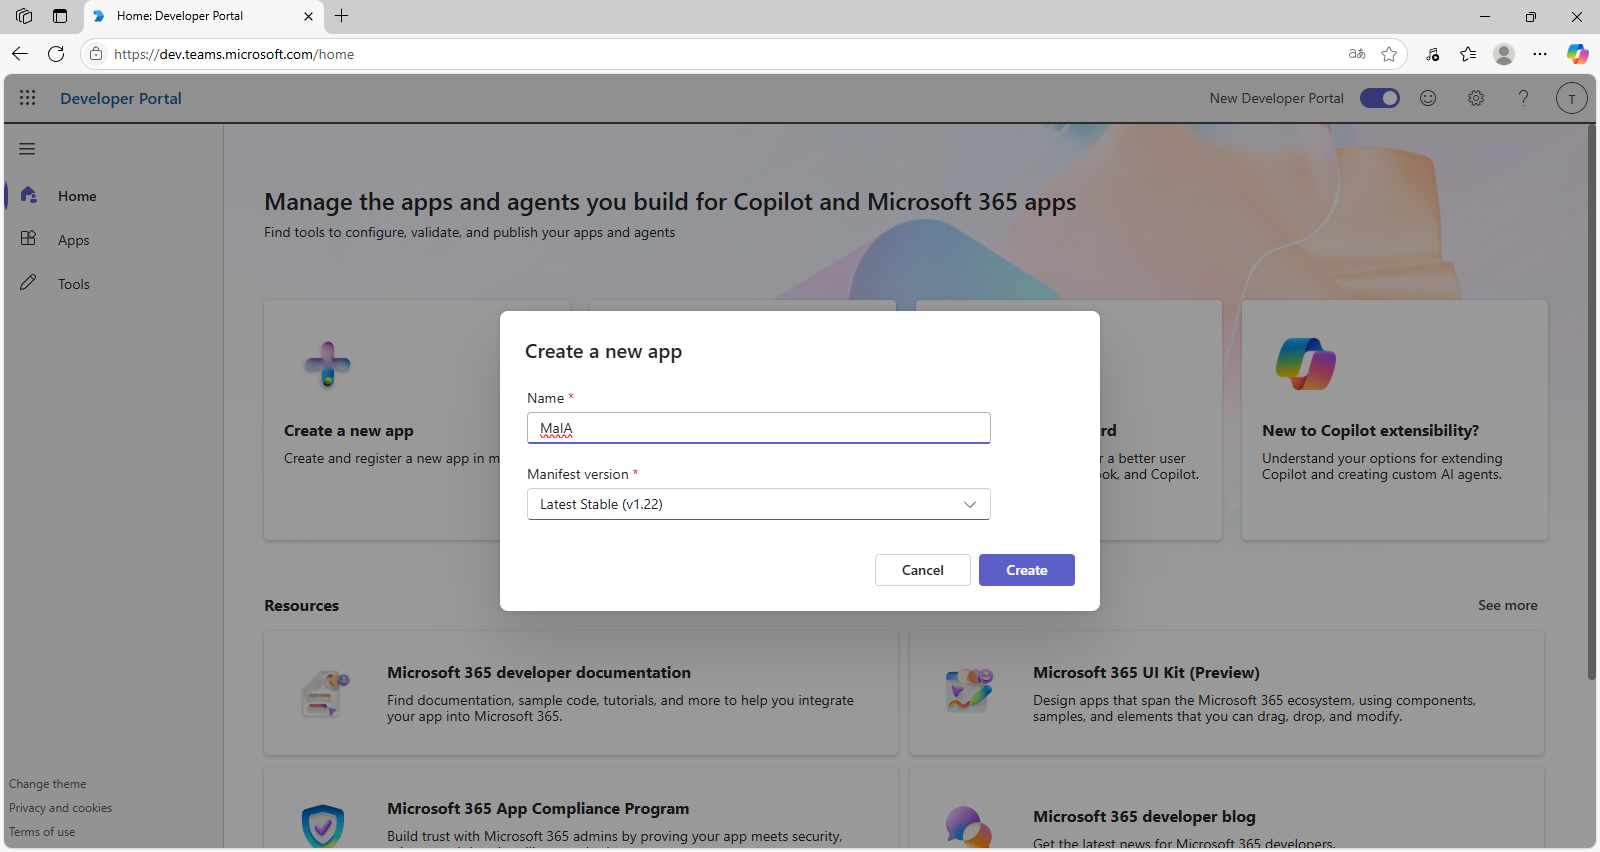 Home: Developer Portal
https://dev.teams.microsoft.com/home
Developer Portal
New Developer Portal
T
Home
Apps
Tools
Manage the apps and agents you build for Copilot and Microsoft 365 apps
Find tools to configure, validate, and publish your apps and agents
Create a new app
Create and register a new app in m
rd
r a better user
ok, and Copilot.
New to Copilot extensibility?
Understand your options for extending
Copilot and creating custom AI agents.
Create a new app
Name *
MalA
Manifest version *
Latest Stable (v1.22)
Cancel
Create
Resources
See more
Microsoft 365 developer documentation
Find documentation, sample code, tutorials, and more to help you integrate
your app into Microsoft 365.
Microsoft 365 UI Kit (Preview)
Design apps that span the Microsoft 365 ecosystem, using components,
samples, and elements that you can drag, drop, and modify.
Microsoft 365 App Compliance Program
Build trust with Microsoft 365 admins by proving your app meets security,
Microsoft 365 developer blog
Get the latest news for Microsoft 365 developers.
Change theme
Privacy and cookies
Terms of use